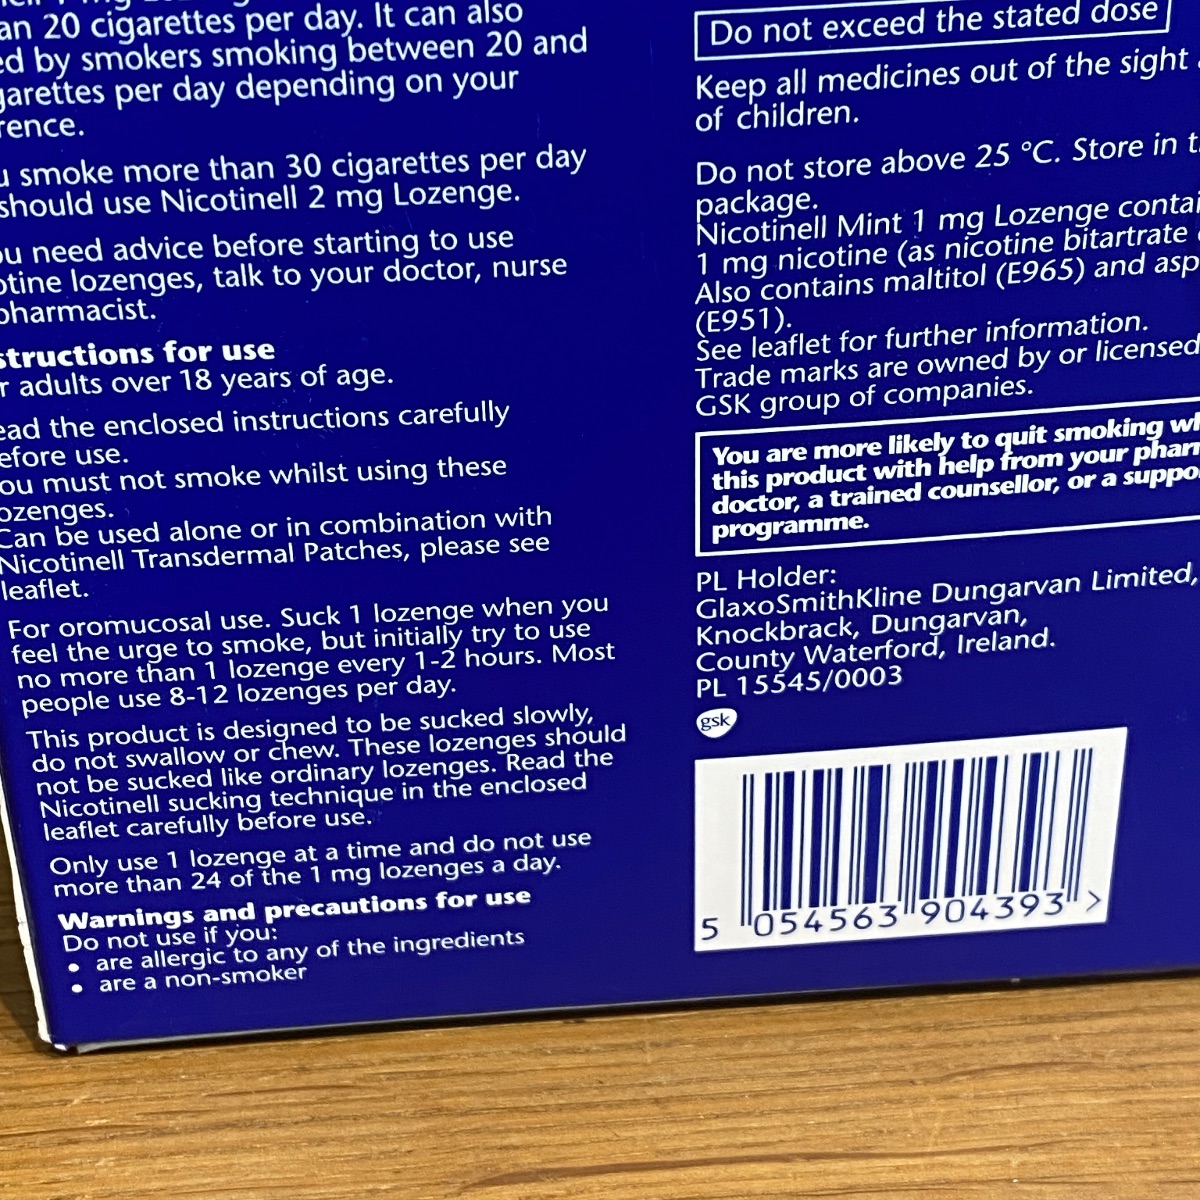 20 cigarettes per day. It can also
by smokers smoking between 20 and
per day depending on your
smoke more than 30 cigarettes per day
should use Nicotinell 2 mg Lozenge.
need advice before starting to use
lozenges, talk to your doctor, nurse
pharmacist.
structions for use
adults over 18 years of age.
ead the enclosed instructions carefully
efore use.
ou must not smoke whilst using these
ozenges.
Can be used alone or in combination with
Nicotinell Transdermal Patches, please see
leaflet.
For oromucosal use. Suck 1 lozenge when you
feel the urge to smoke, but initially try to use
no more than 1 lozenge every 1-2 hours. Most
people use 8-12 lozenges per day.
This product is designed to be sucked slowly,
do not swallow or chew. These lozenges should
not be sucked like ordinary lozenges. Read the
Nicotinell sucking technique in the enclosed
leaflet carefully before use.
Only use 1 lozenge at a time and do not use
more than 24 of the 1 mg lozenges a day.
Warnings and precautions for use
Do not use if you:
• are allergic to any of the ingredients
• are a non-smoker
Do not exceed the stated dose
Keep all medicines out of the sight
of children.
Do not store above 25 °C. Store in
package.
Nicotinell Mint 1 mg Lozenge contai
1 mg nicotine (as nicotine bitartrate
Also contains maltitol (E965) and asp
(E951).
See leaflet for further information.
Trade marks are owned by or licensed
GSK group of companies.
You are more likely to quit smoking
this product with help from your phar
doctor, a trained counsellor, or a suppo
programme.
PL Holder:
GlaxoSmithKline Dungarvan Limited,
Knockbrack, Dungarvan,
County Waterford, Ireland.
PL 15545/0003
gsk
5 054563 904393 >